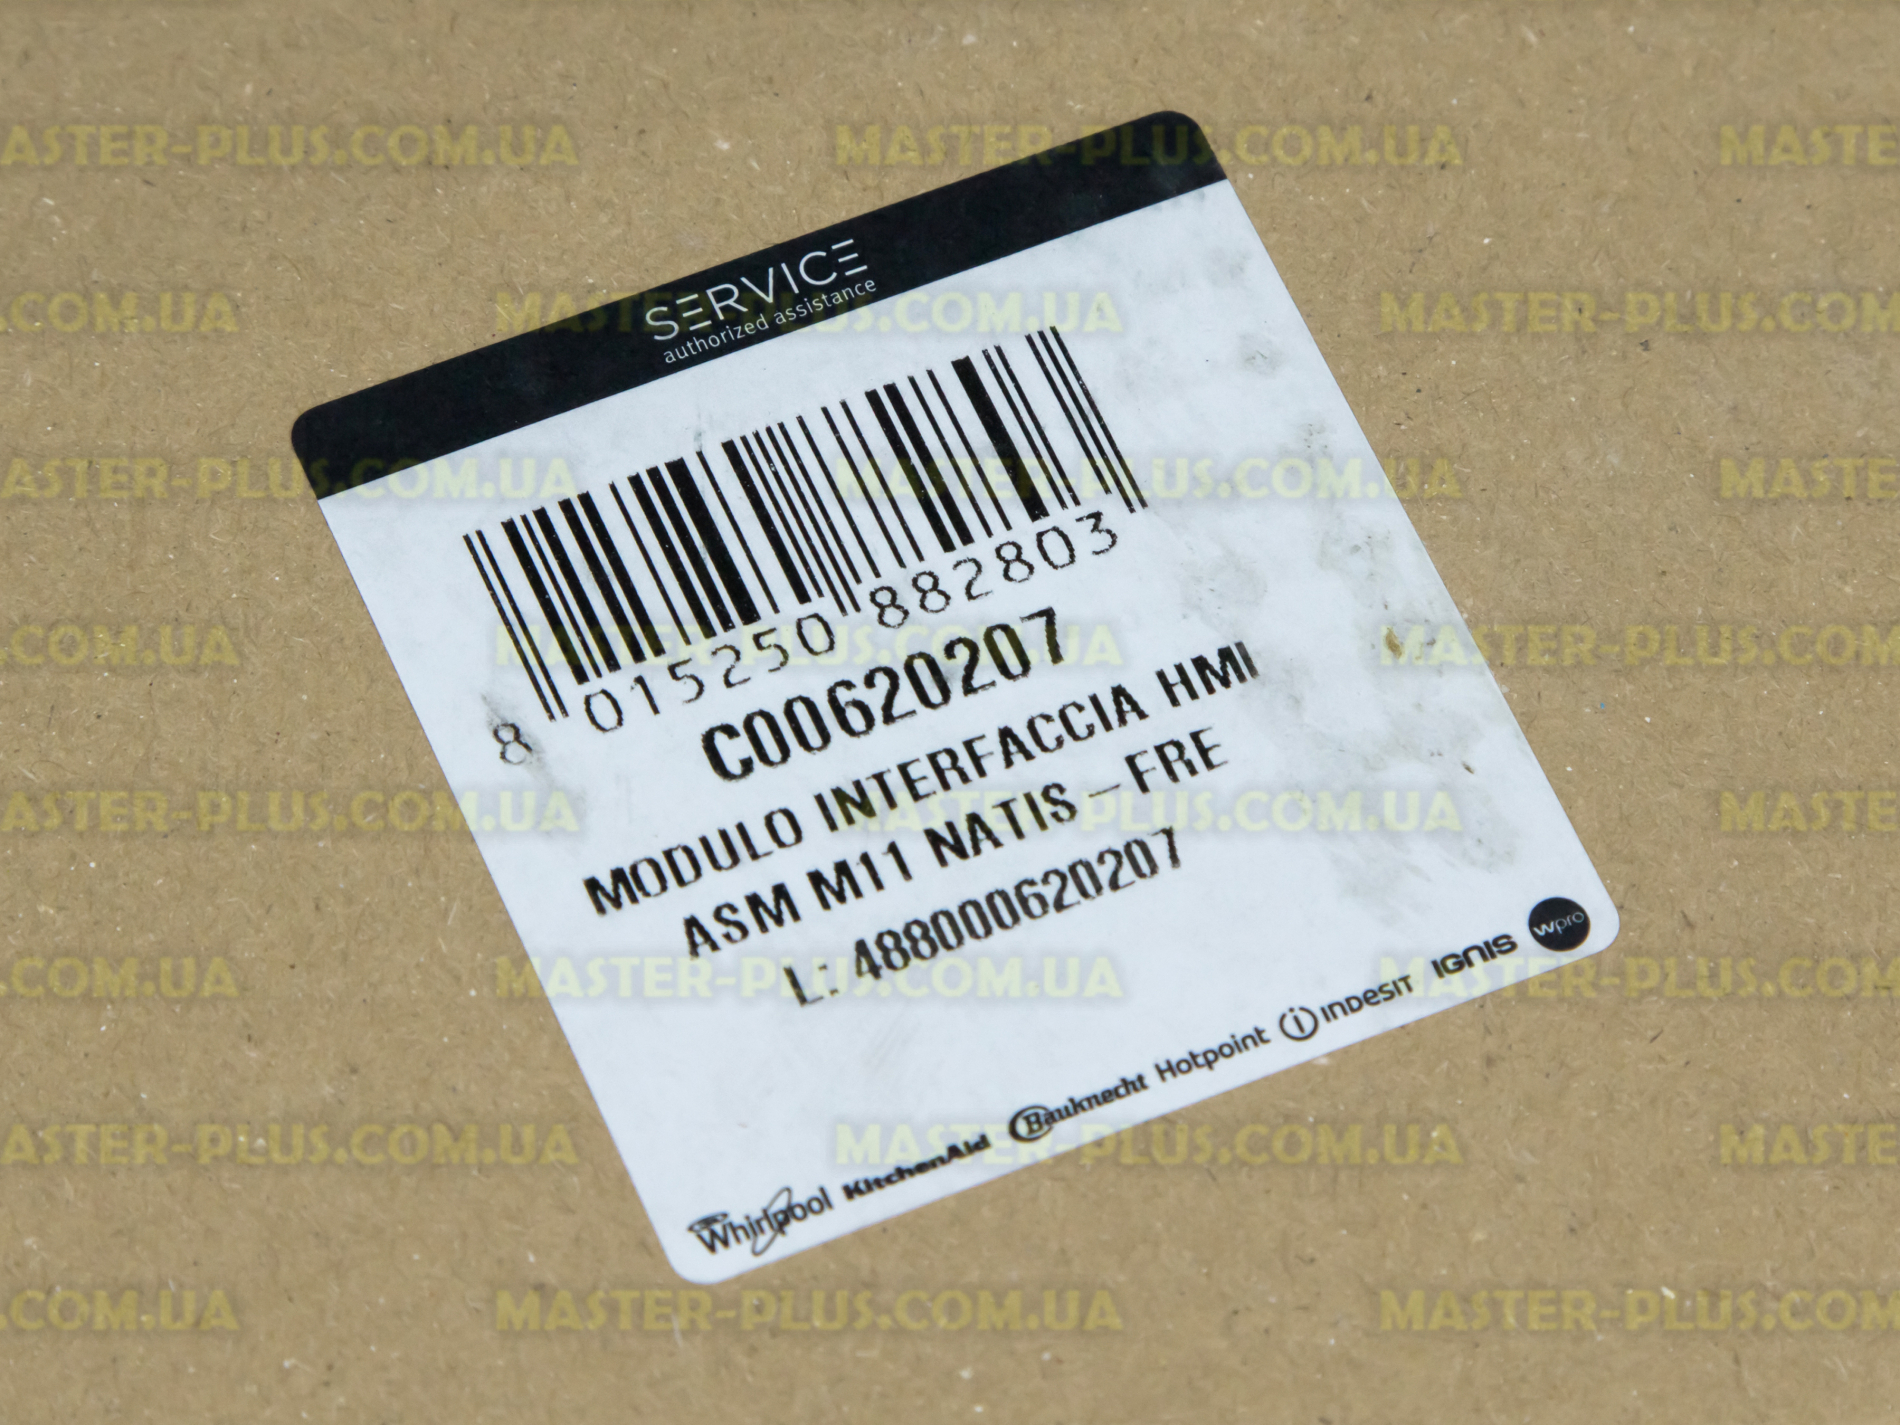 SERVICE
authorized assistance
8 015250 882803
C00620207
MODULO INTERFACCIA HMI
ASM M11 NATIS - FRE
L: 488000620207
Whirlpool KitchenAid Bauknecht Hotpoint i INDESIT IGNIS wpro
MASTER-PLUS.COM.UA